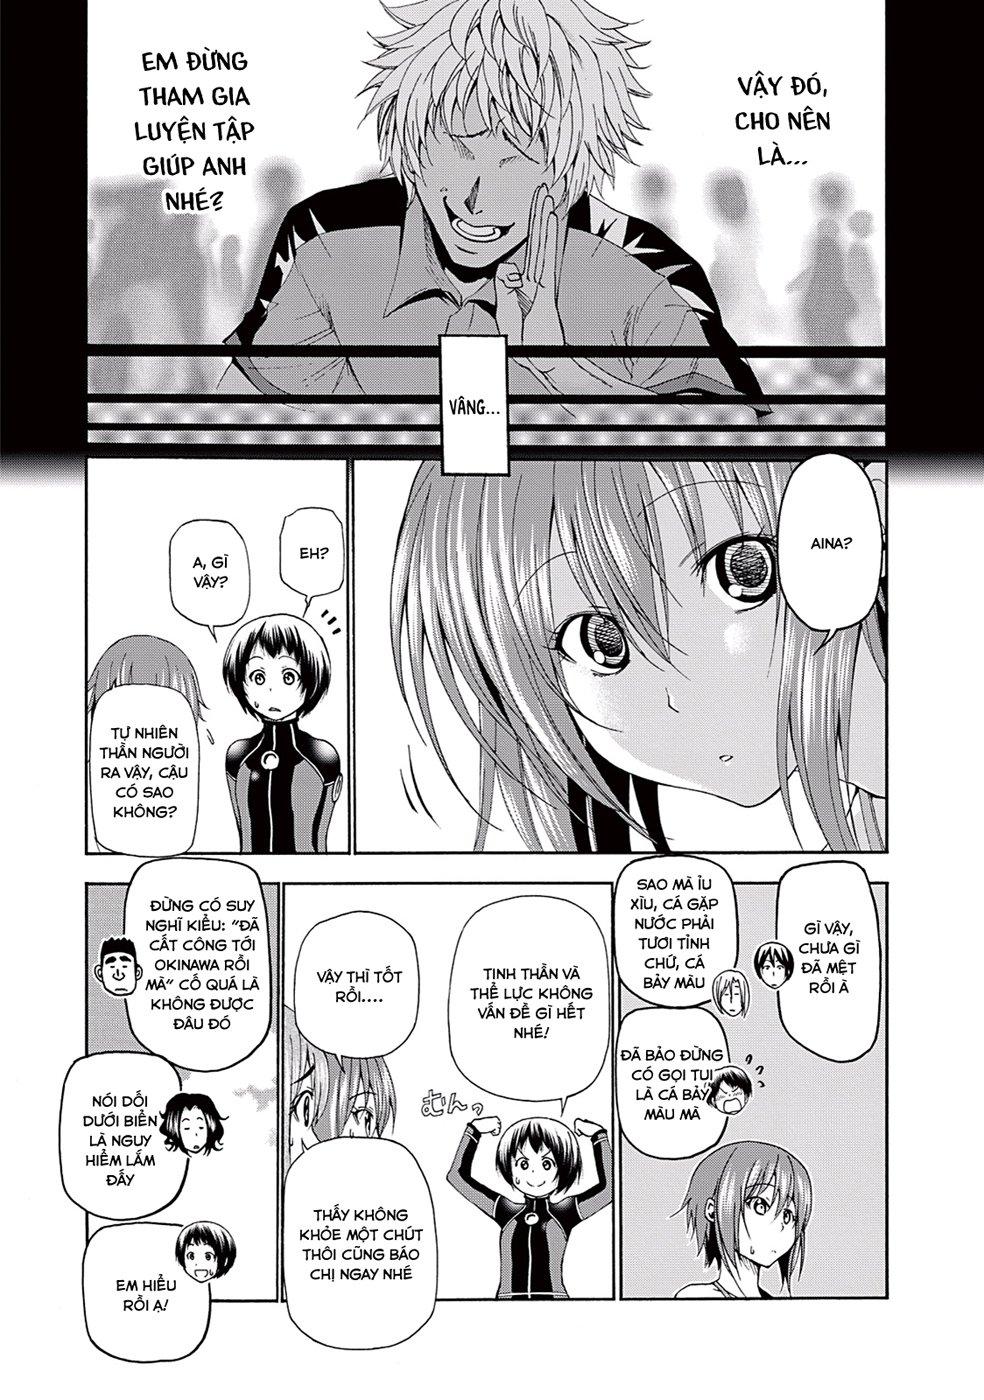 VẬY ĐÓ,
CHO NÊN
LÀ...
EM ĐỪNG
THAM GIA
LUYỆN TẬP
GIÚP ANH
NHÉ?
VÂNG...
AINA?
EH?
A, GÌ
VẬY?
TỰ NHIÊN
THẦN NGƯỜI
RA VẬY, CẬU
CÓ SAO
KHÔNG?
GÌ VẬY,
CHƯA GÌ
ĐÃ MỆT
RỒI À
SAO MÀ ỈU
XÌU, CÁ GẶP
NƯỚC PHẢI
TƯƠI TỈNH
CHỨ, CÁ
BẢY MÀU
ĐÃ BẢO ĐỪNG
CÓ GỌI TUI
LÀ CÁ BẢY
MÀU MÀ
TINH THẦN VÀ
THỂ LỰC KHÔNG
VẤN ĐỀ GÌ HẾT
NHÉ!
むんっ
VẬY THÌ TỐT
RỒI....
THẤY KHÔNG
KHỎE MỘT CHÚT
THÔI CŨNG BÁO
CHỊ NGAY NHÉ
ĐỪNG CÓ SUY
NGHĨ KIỂU: "ĐÃ
CẤT CÔNG TỚI
OKINAWA RỒI
MÀ" CỐ QUÁ LÀ
KHÔNG ĐƯỢC
ĐÂU ĐÓ
NÓI DỐI
DƯỚI BIỂN
LÀ NGUY
HIỂM LẮM
ĐẤY
EM HIỂU
RỒI Ạ!